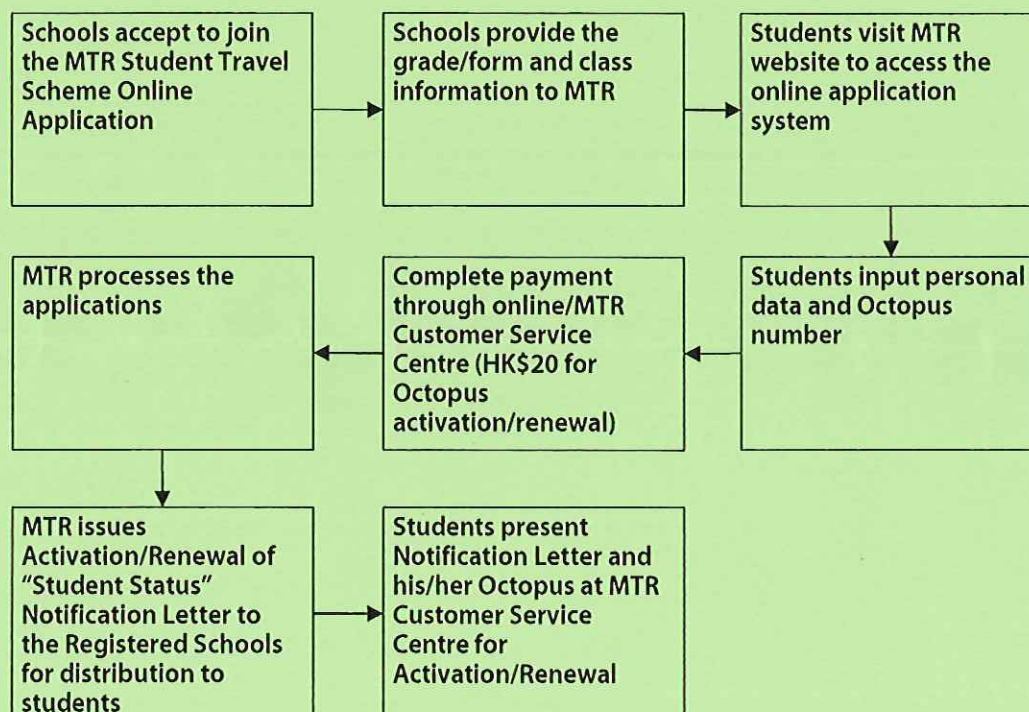 Schools accept to join
the MTR Student Travel
Scheme Online
Application
Schools provide the
grade/form and class
information to MTR
Students visit MTR
website to access the
online application
system
Students input personal
data and Octopus
number
Complete payment
through online/MTR
Customer Service
Centre (HK$20 for
Octopus
activation/renewal)
MTR processes the
applications
MTR issues
Activation/Renewal of
"Student Status"
Notification Letter to
the Registered Schools
for distribution to
students
Students present
Notification Letter and
his/her Octopus at MTR
Customer Service
Centre for
Activation/Renewal